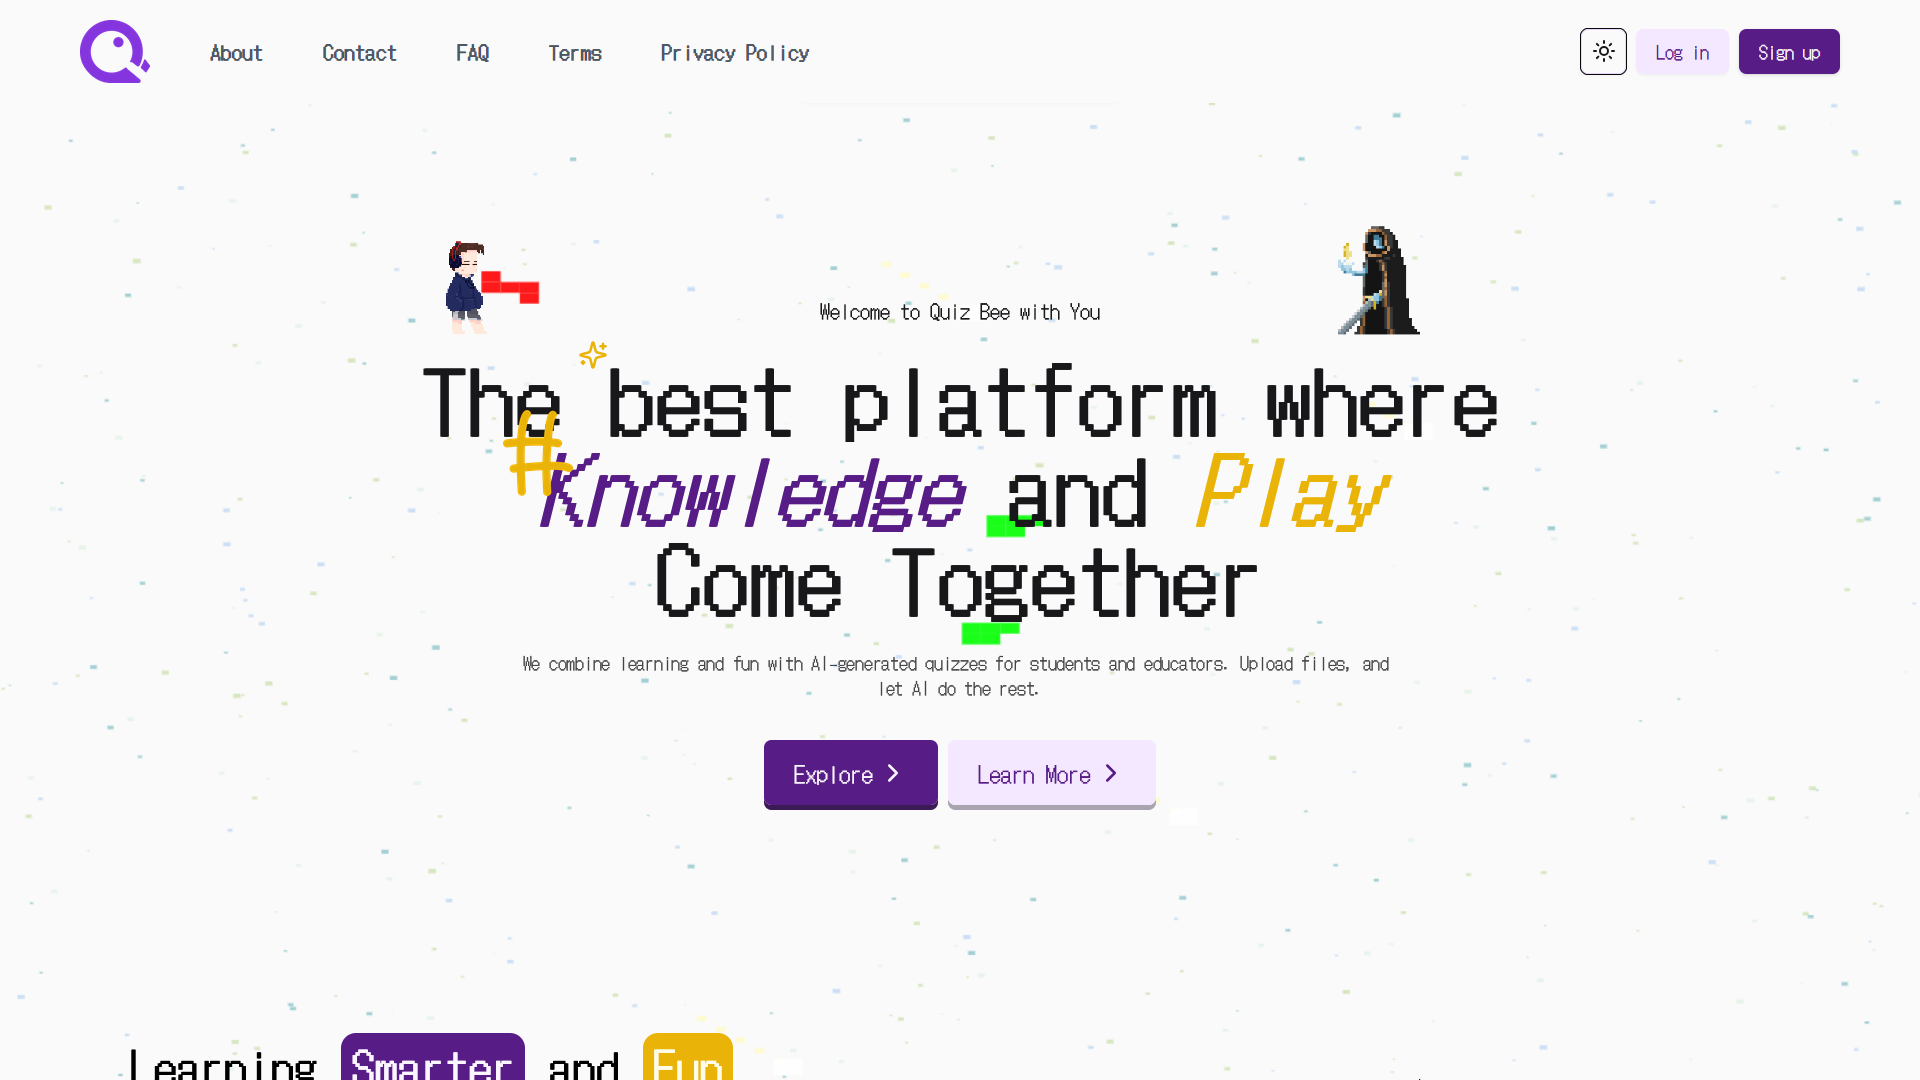 About
Contact
FAQ
Terms
Privacy Policy
Log in
Sign up
Welcome to Quiz Bee with You
The best platform where
#
Knowledge and Play
Come Together
We combine learning and fun with AI-generated quizzes for students and educators. Upload files, and
let AI do the rest.
Explore
Learn More
Learning Smarter and Fun